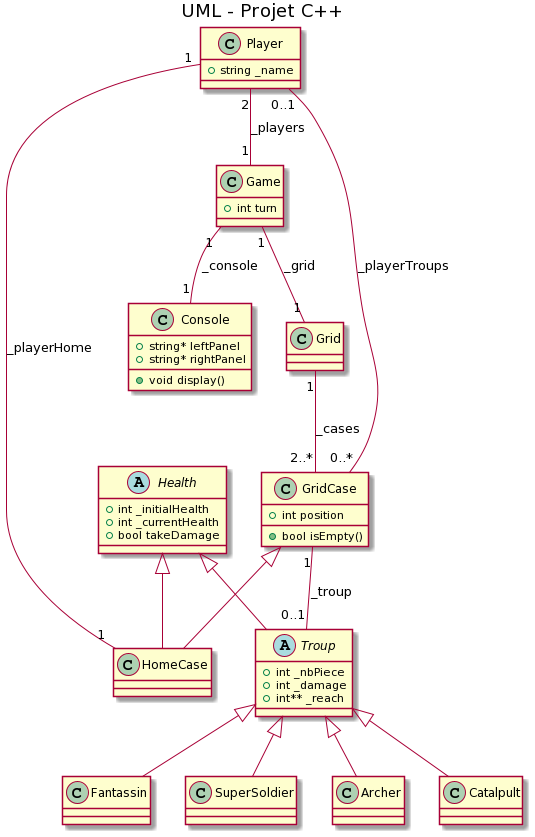 UML - Projet C++
C Player
string _name
1
2
0..1
_players
1
C Game
int turn
1
1
_console
_grid
_playerTroups
1
1
C Console
string* leftPanel
string* rightPanel
void display()
C Grid
_playerHome
1
_cases
2..*
0..*
A Health
int _initialHealth
int _currentHealth
bool takeDamage
C GridCase
int position
bool isEmpty()
1
_troup
0..1
1
C HomeCase
A Troup
int _nbPiece
int _damage
int** _reach
C Fantassin
C SuperSoldier
C Archer
C Catalpult